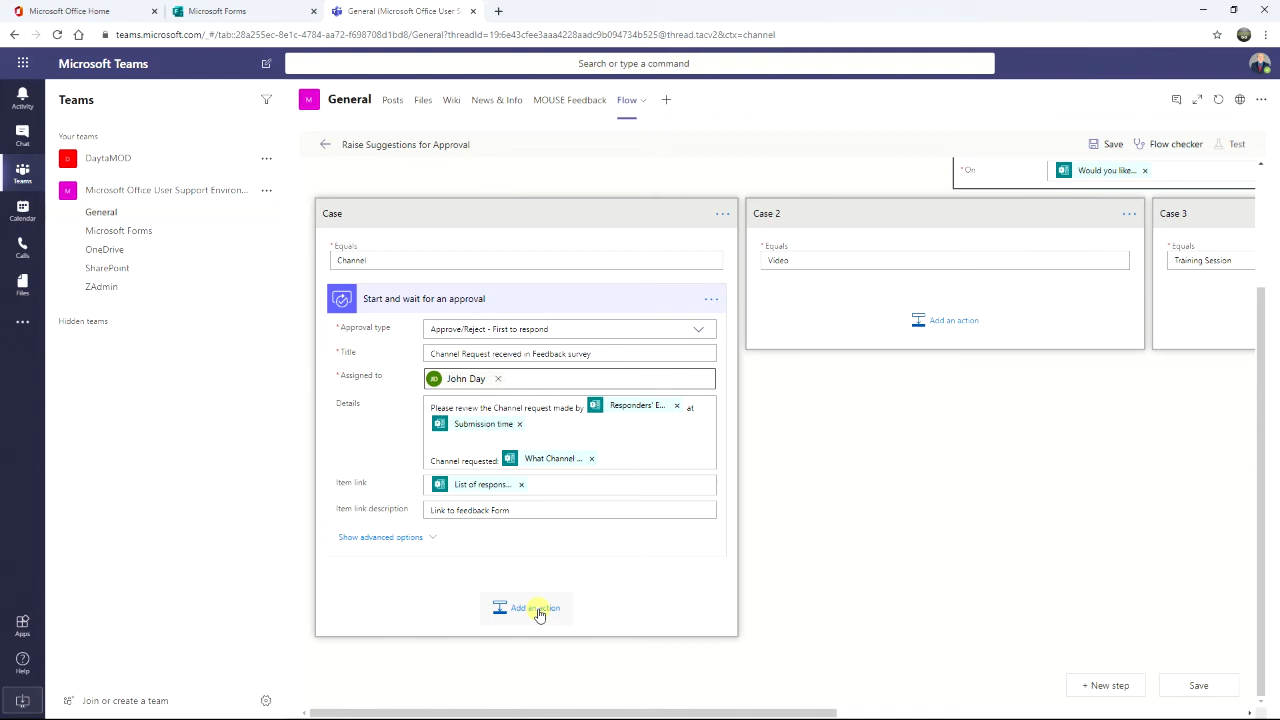 Microsoft Office Home
Microsoft Forms
General (Microsoft Office User S
teams.microsoft.com/_#/tab::28a255ec-8e1c-4784-aa72-f698708d1bd8/General?threadId=19:6e43cfee3aaa4228aadc9b094734b525@thread.tacv2&ctx=channel
Microsoft Teams
Search or type a command
Activity
Chat
Teams
Calendar
Calls
Files
Apps
Help
Teams
Your teams
D DaytaMOD
M Microsoft Office User Support Environ...
General
Microsoft Forms
OneDrive
SharePoint
ZAdmin
Hidden teams
Join or create a team
M General Posts Files Wiki News & Info MOUSE Feedback Flow
Raise Suggestions for Approval
Save Flow checker Test
* On Would you like...
Case
* Equals
Channel
Start and wait for an approval
* Approval type Approve/Reject - First to respond
* Title Channel Request received in Feedback survey
* Assigned to JD John Day
Details Please review the Channel request made by Responders' E... at
Submission time
Channel requested: What Channel ...
Item link List of respons...
Item link description Link to feedback Form
Show advanced options
Add an action
Case 2
* Equals
Video
Add an action
Case 3
* Equals
Training Session
+ New step Save